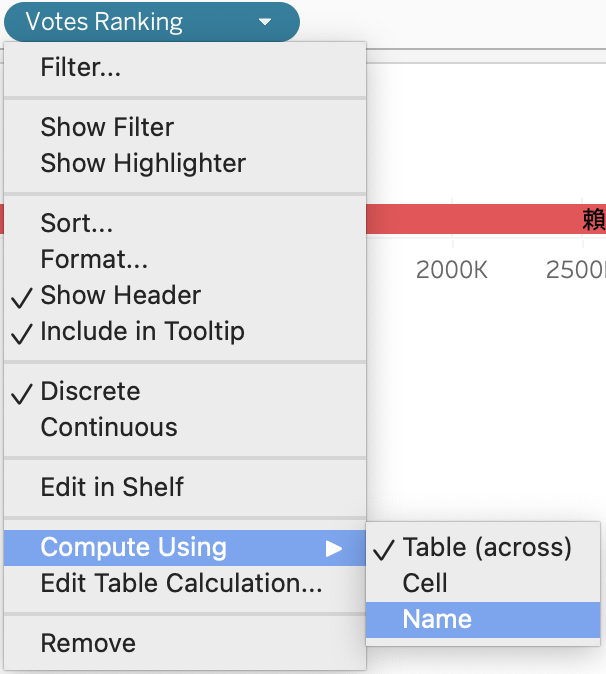 Votes Ranking
Filter...
Show Filter
Show Highlighter
Sort...
Format...
Show Header
Include in Tooltip
Discrete
Continuous
Edit in Shelf
Compute Using
Edit Table Calculation...
Remove
Table (across)
Cell
Name
賴
2000K
2500